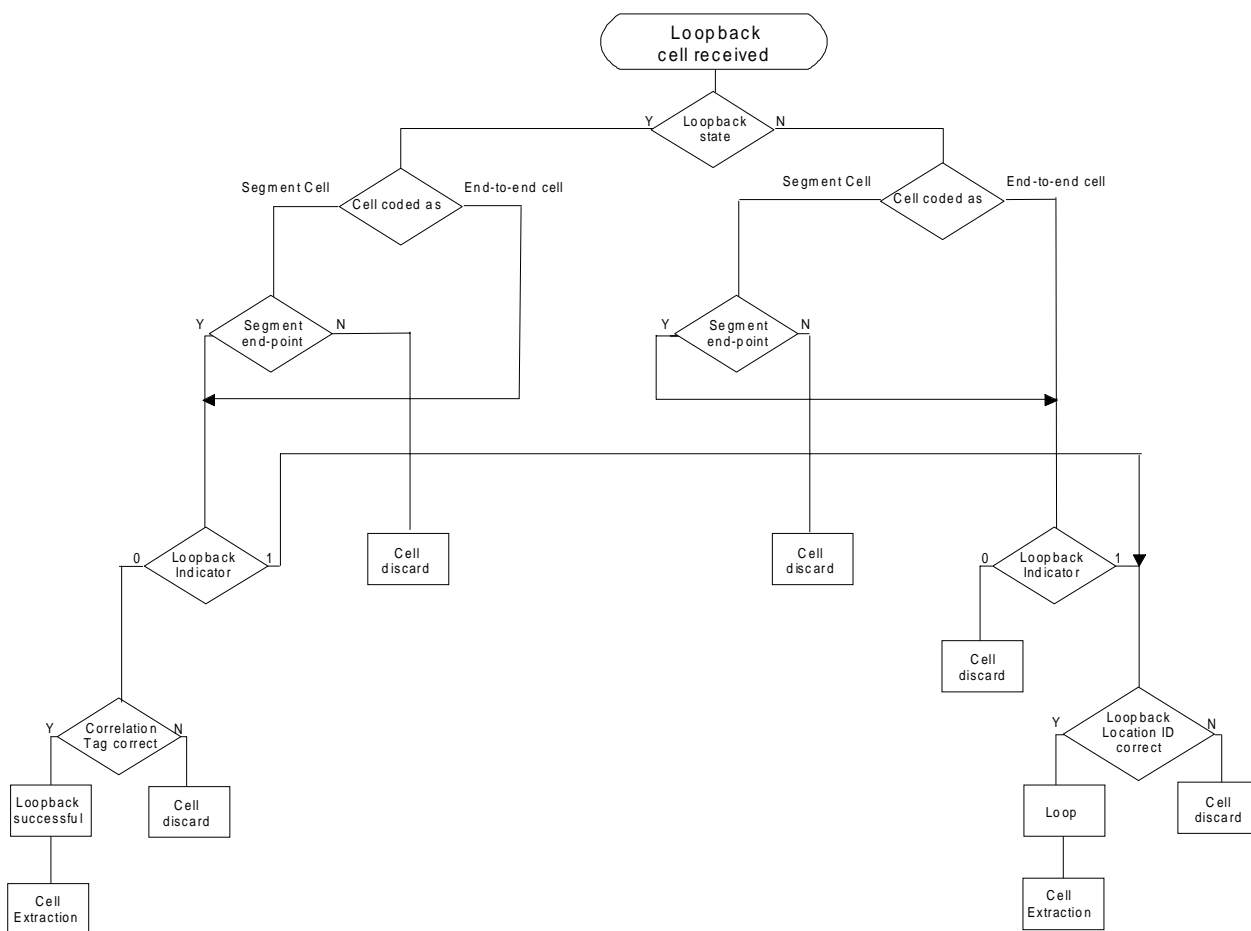 Loopback
cell received
Y
Loopback
state
N
Segment Cell
Cell coded as
End-to-end cell
Segment Cell
Cell coded as
End-to-end cell
Y
Segment
end-point
N
Y
Segment
end-point
N
0
Loopback
Indicator
1
Cell
discard
Cell
discard
0
Loopback
Indicator
1
Cell
discard
Y
Correlation
Tag correct
N
Y
Loopback
Location ID
correct
N
Loopback
successful
Cell
discard
Loop
Cell
discard
Cell
Extraction
Cell
Extraction